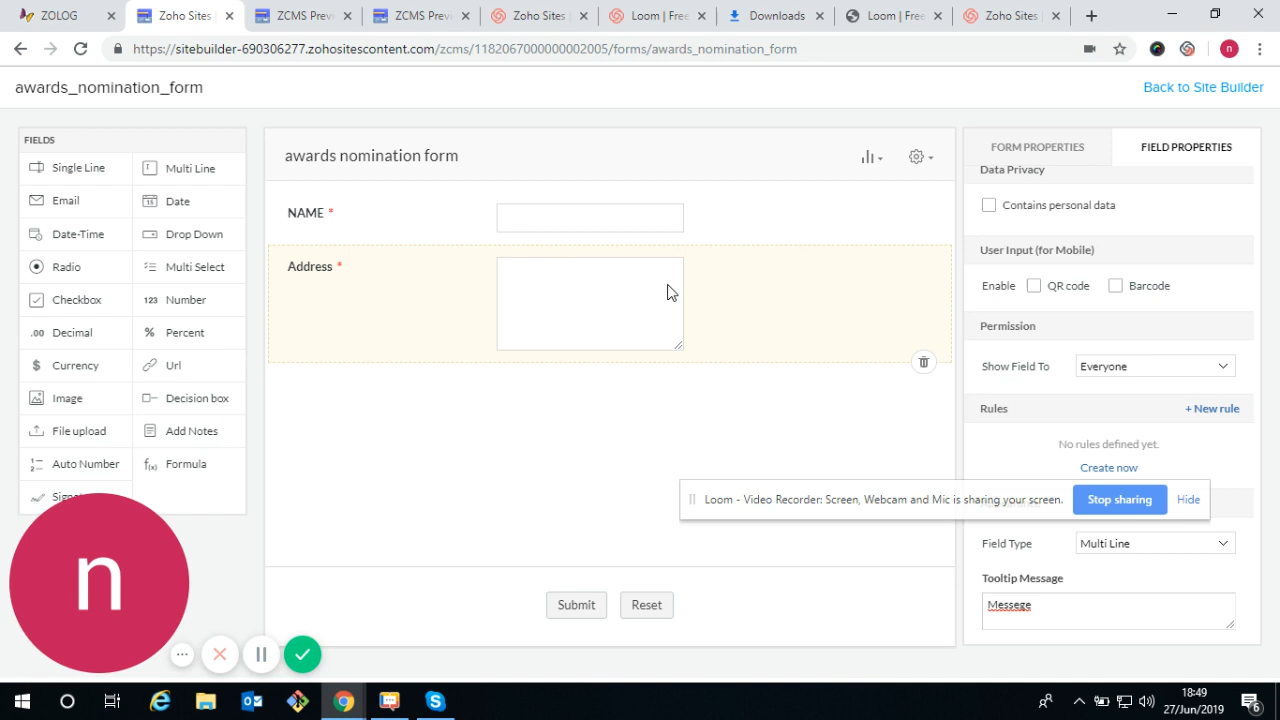 ZOLOG
Zoho Sites
ZCMS Previ
ZCMS Previ
Zoho Sites
Loom | Free
Downloads
Loom | Free
Zoho Sites
https://sitebuilder-690306277.zohositescontent.com/zcms/1182067000000002005/forms/awards_nomination_form
n
awards_nomination_form
Back to Site Builder
FIELDS
Single Line
Multi Line
Email
Date
Date-Time
Drop Down
Radio
Multi Select
Checkbox
123 Number
.00 Decimal
% Percent
$ Currency
Url
Image
Decision box
File upload
Add Notes
Auto Number
f(x) Formula
awards nomination form
NAME *
Address *
Submit
Reset
FORM PROPERTIES
FIELD PROPERTIES
Data Privacy
Contains personal data
User Input (for Mobile)
Enable QR code Barcode
Permission
Show Field To Everyone
Rules + New rule
No rules defined yet.
Create now
Loom - Video Recorder: Screen, Webcam and Mic is sharing your screen. Stop sharing Hide
Field Type Multi Line
Tooltip Message
Messege
n
18:49
27/Jun/2019
6